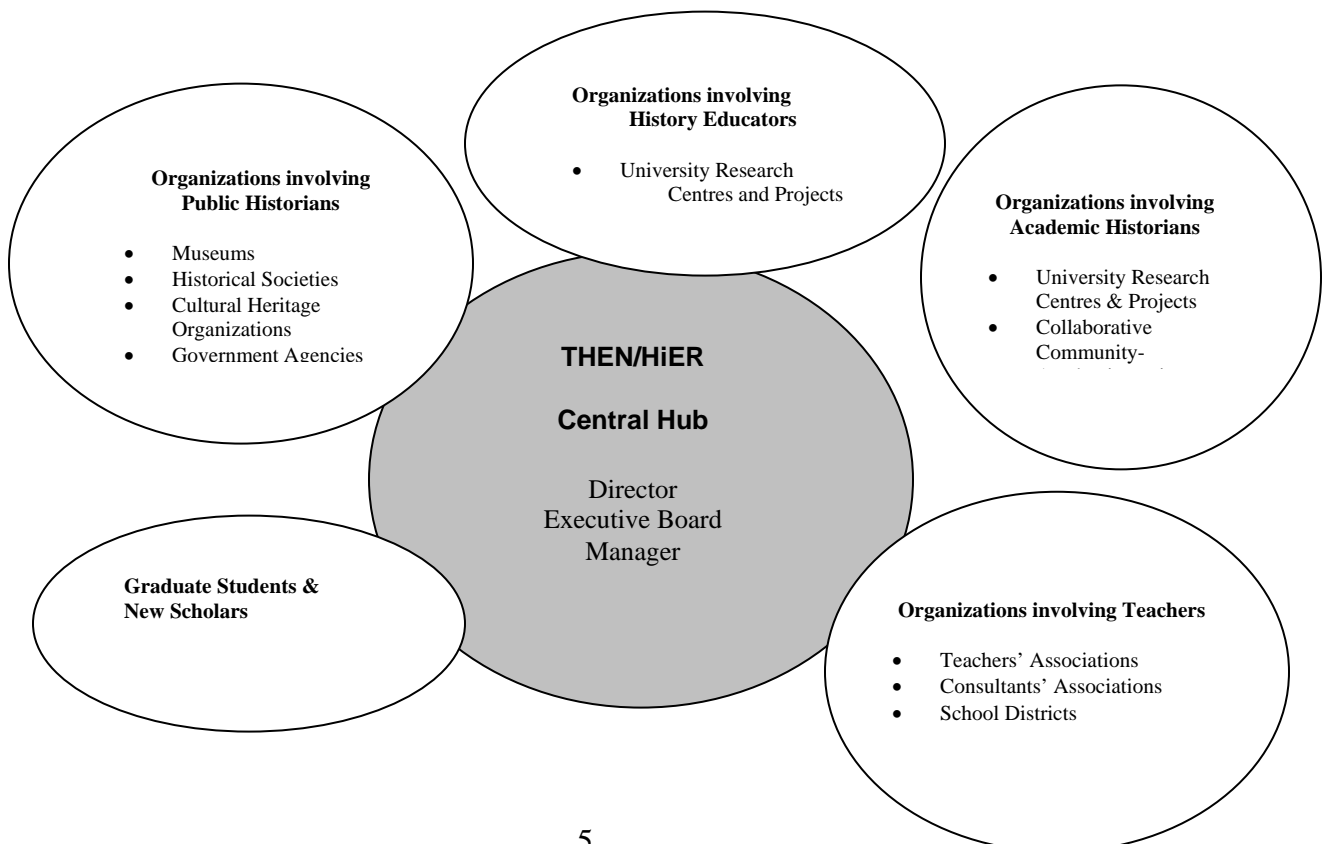 Organizations involving
History Educators
• University Research
Centres and Projects
Organizations involving
Public Historians
• Museums
• Historical Societies
• Cultural Heritage
Organizations
• Government Agencies
Organizations involving
Academic Historians
• University Research
Centres & Projects
• Collaborative
Community-
THEN/HiER
Central Hub
Director
Executive Board
Manager
Graduate Students &
New Scholars
Organizations involving Teachers
• Teachers’ Associations
• Consultants’ Associations
• School Districts
5